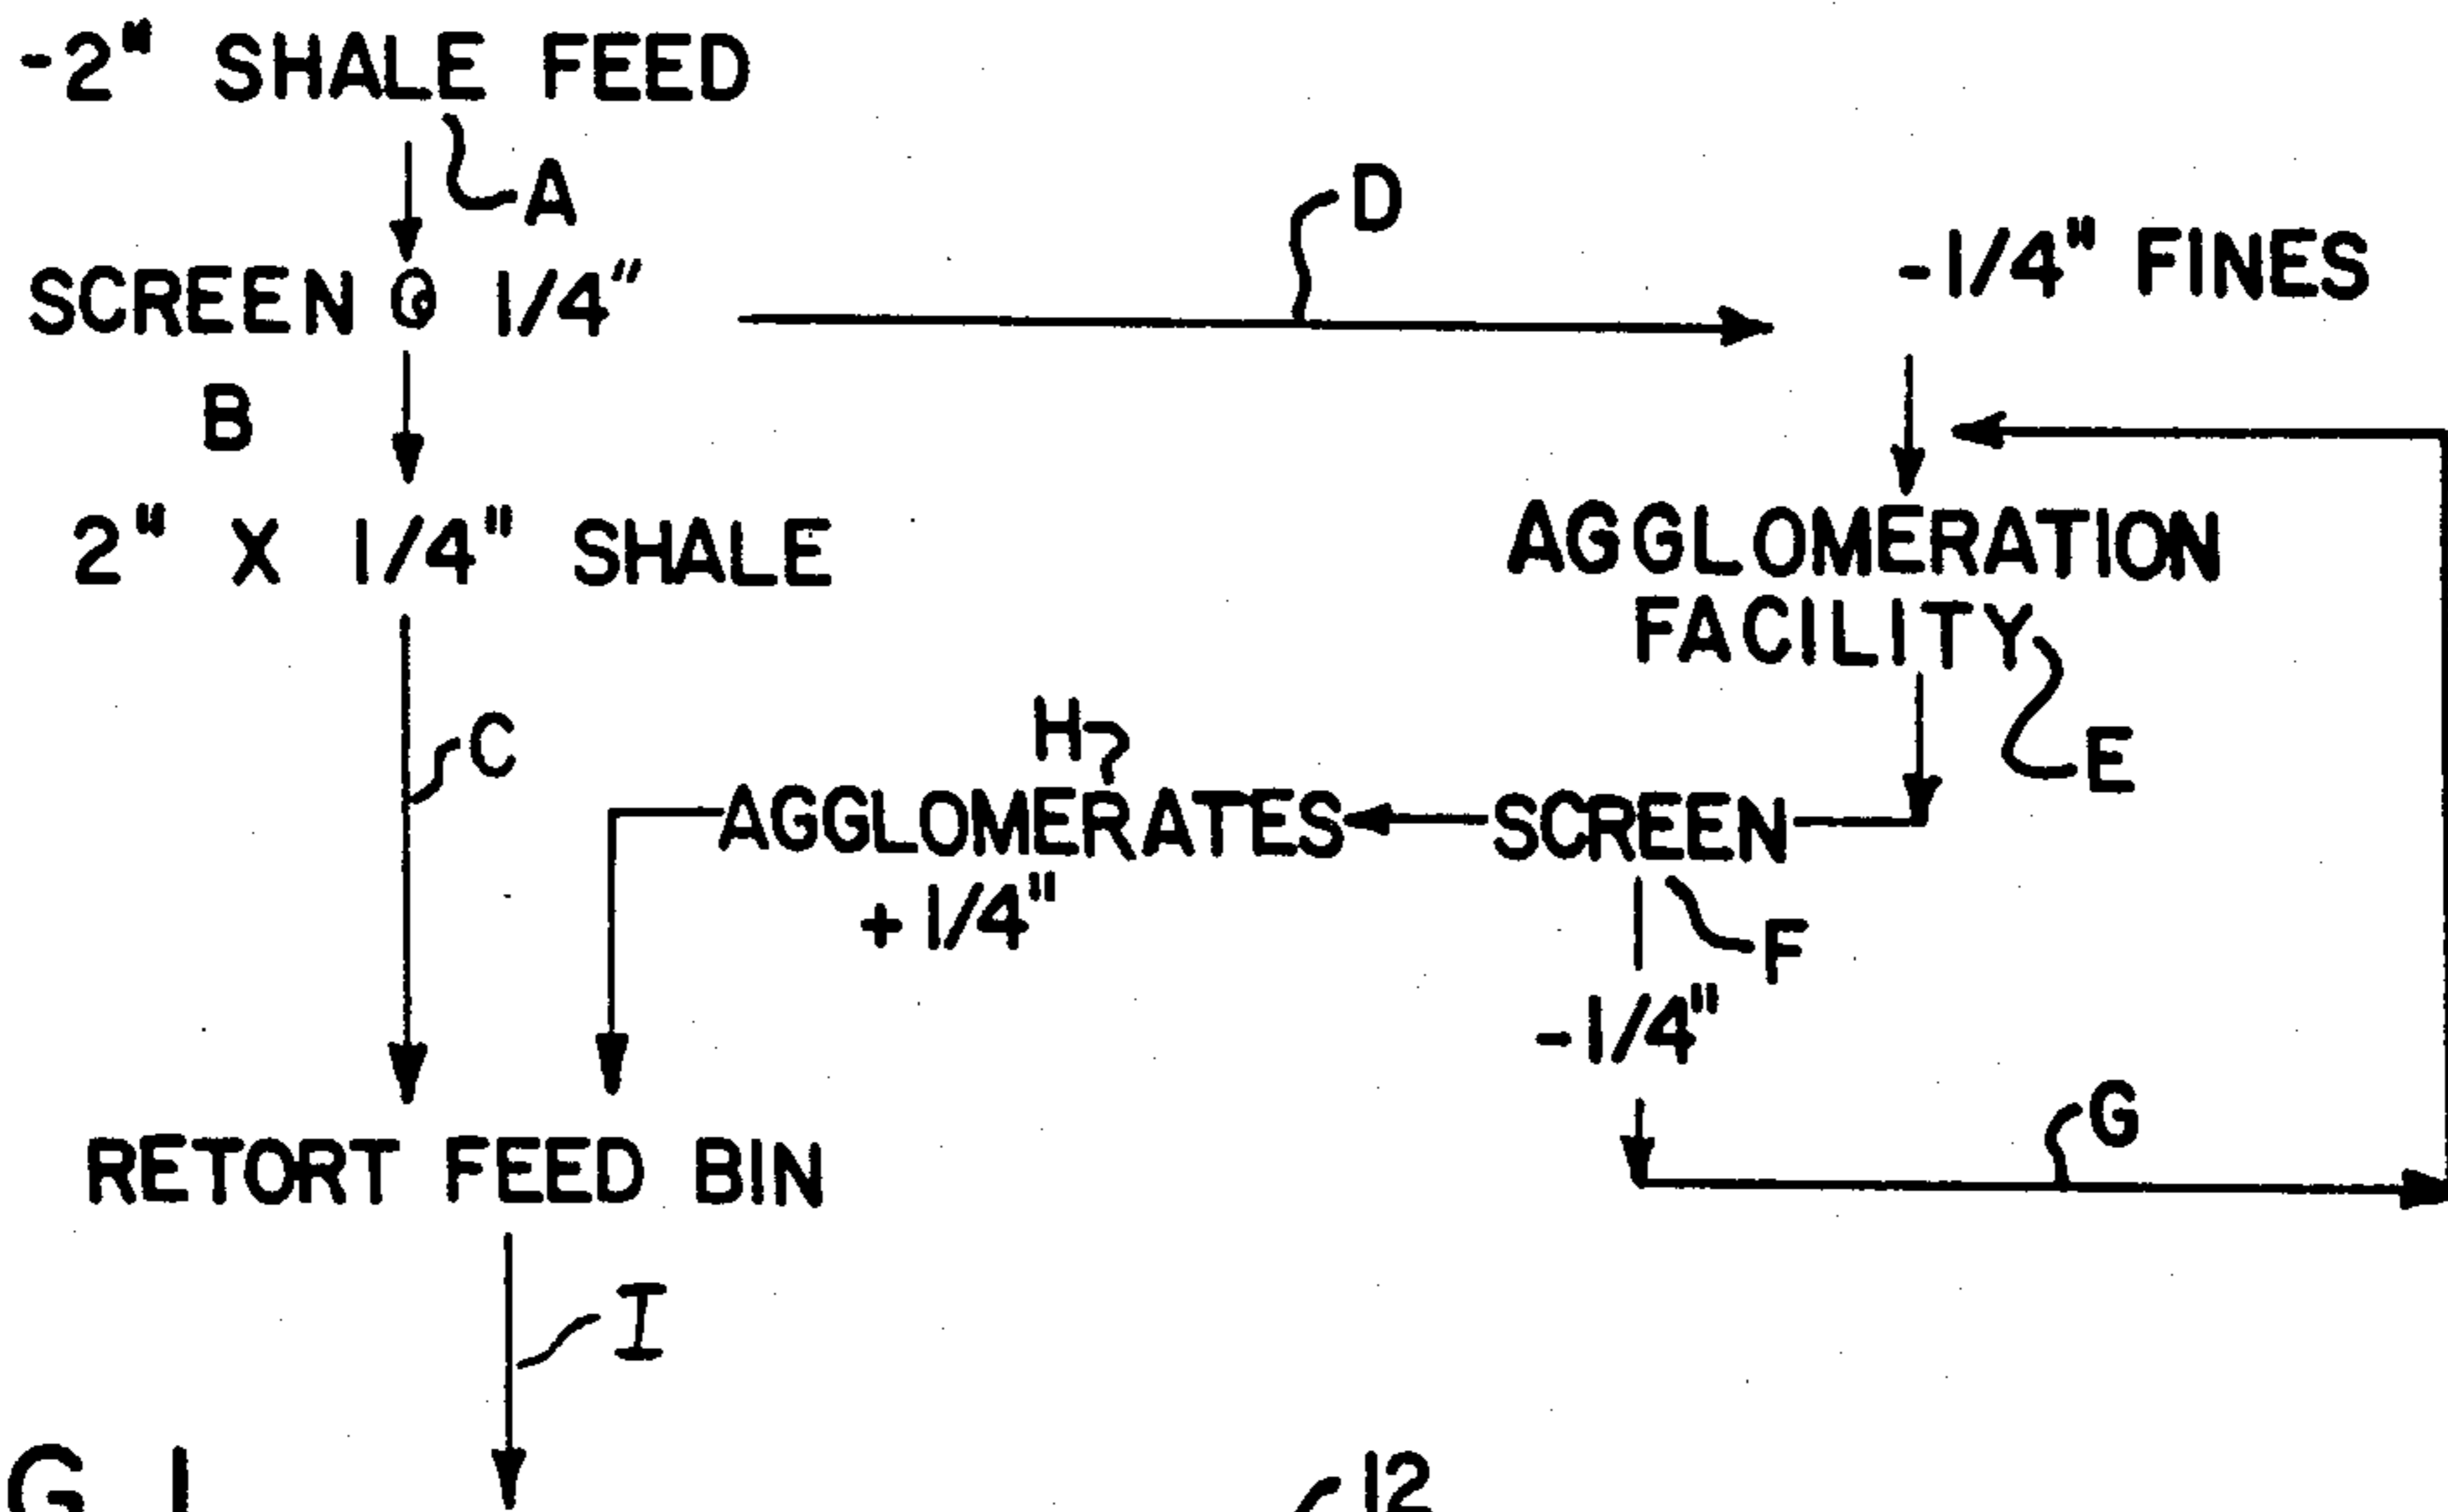 -2" SHALE FEED
A
D
SCREEN @ 1/4"
-1/4" FINES
B
2" X 1/4" SHALE
AGGLOMERATION
FACILITY
C
H
E
AGGLOMERATES
SCREEN
+1/4"
F
-1/4"
G
RETORT FEED BIN
I
G 1
12